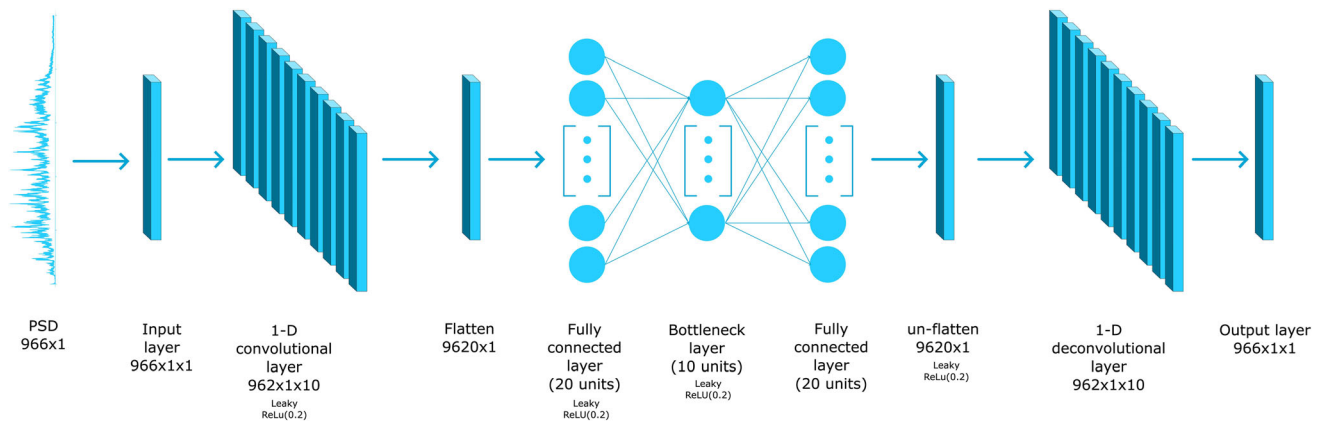 PSD
966x1
Input
layer
966x1x1
1-D
convolutional
layer
962x1x10
Leaky
ReLu(0.2)
Flatten
9620x1
Fully
connected
layer
(20 units)
Leaky
ReLU(0.2)
Bottleneck
layer
(10 units)
Leaky
ReLU(0.2)
Fully
connected
layer
(20 units)
un-flatten
9620x1
Leaky
ReLu(0.2)
1-D
deconvolutional
layer
962x1x10
Output layer
966x1x1